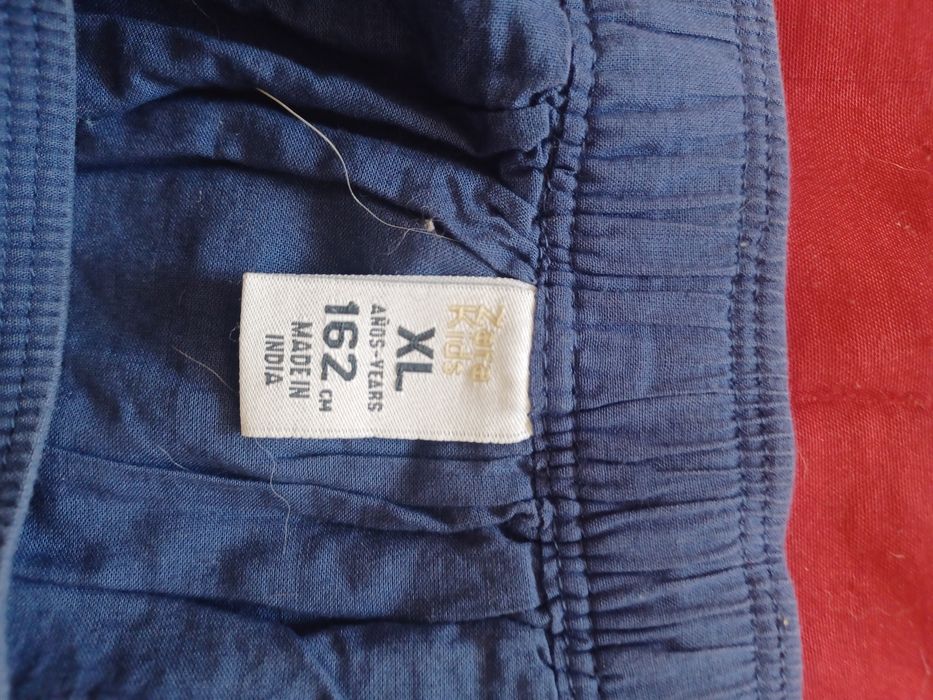 Zara
Kids
XL
AÑOS-YEARS
162 CM
MADE IN
INDIA